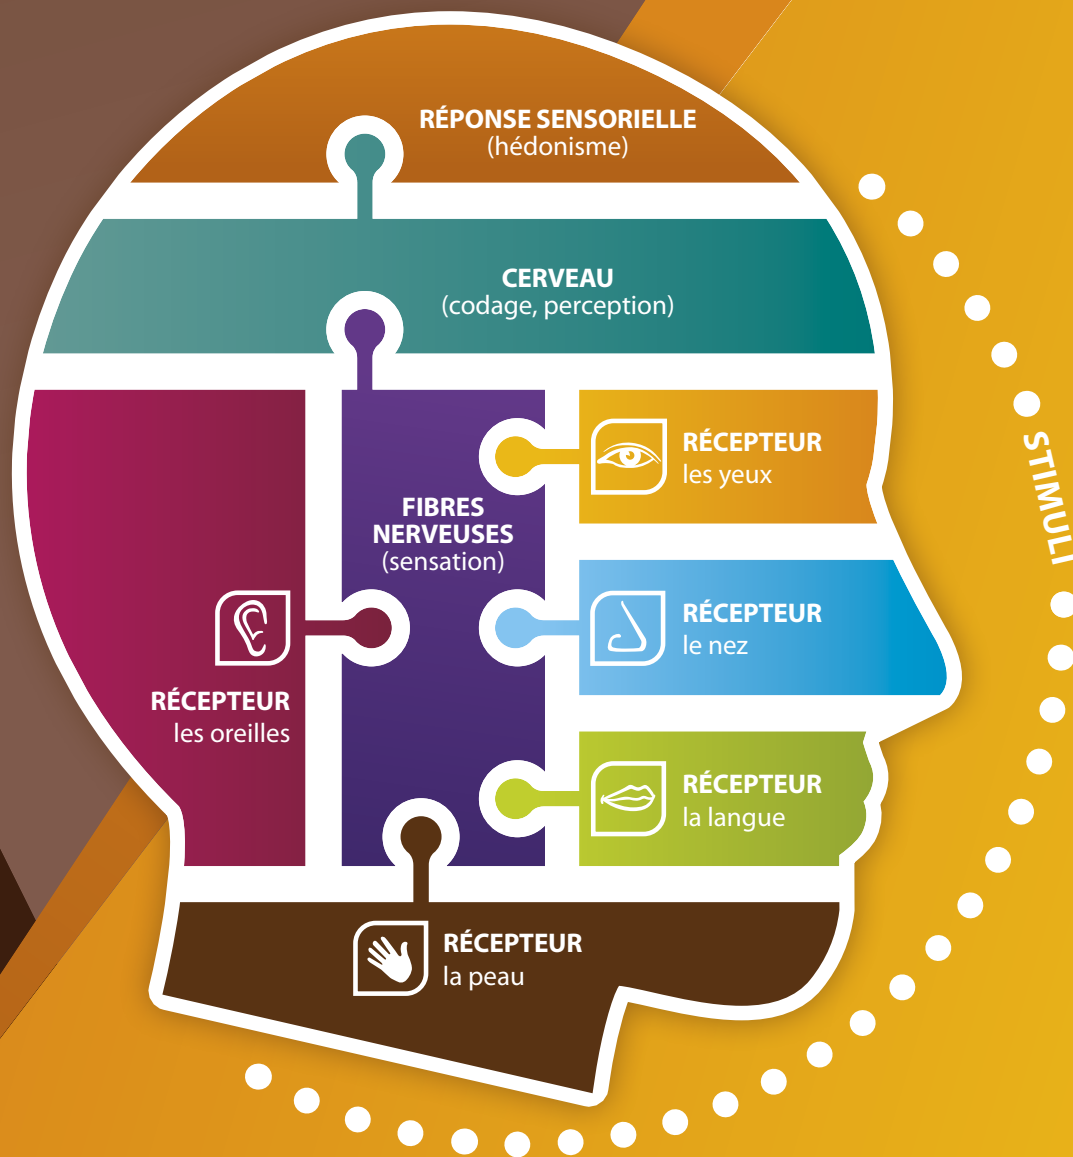 RÉPONSE SENSORIELLE
(hédonisme)
CERVEAU
(codage, perception)
RÉCEPTEUR
les yeux
FIBRES
NERVEUSES
(sensation)
RÉCEPTEUR
le nez
RÉCEPTEUR
les oreilles
RÉCEPTEUR
la langue
RÉCEPTEUR
la peau
STIMULI